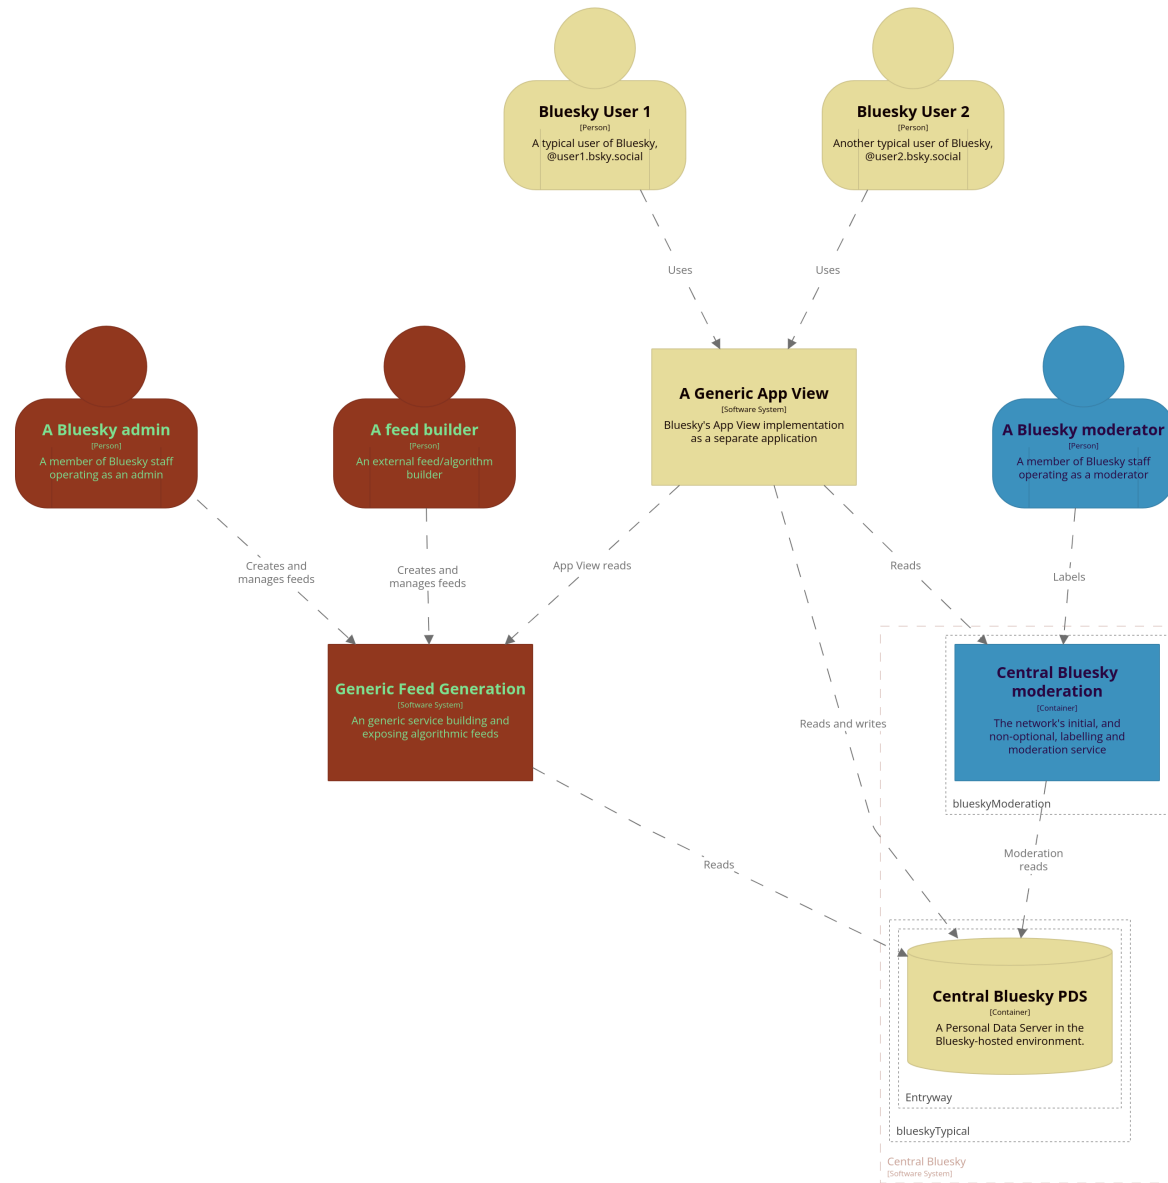 Bluesky User 1
[Person]
A typical user of Bluesky,
@user1.bsky.social
Bluesky User 2
[Person]
Another typical user of Bluesky,
@user2.bsky.social
Uses
Uses
A Bluesky admin
[Person]
A member of Bluesky staff
operating as an admin
A feed builder
[Person]
An external feed/algorithm
builder
A Generic App View
[Software System]
Bluesky's App View implementation
as a separate application
A Bluesky moderator
[Person]
A member of Bluesky staff
operating as a moderator
Creates and
manages feeds
Creates and
manages feeds
App View reads
Reads
Labels
Generic Feed Generation
[Software System]
An generic service building and
exposing algorithmic feeds
Reads and writes
Central Bluesky
moderation
[Container]
The network's initial, and
non-optional, labelling and
moderation service
blueskyModeration
Reads
Moderation
reads
Central Bluesky PDS
[Container]
A Personal Data Server in the
Bluesky-hosted environment.
Entryway
blueskyTypical
Central Bluesky
[Software System]